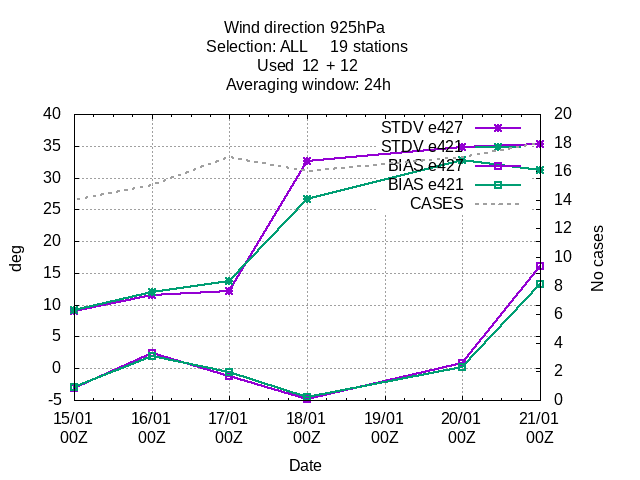 Wind direction 925hPa
Selection: ALL     19 stations
Used  12  + 12
Averaging window: 24h
40
35
30
25
20
15
10
5
0
-5
20
18
16
14
12
10
8
6
4
2
0
deg
No cases
STDV e427
STDV e421
BIAS e427
BIAS e421
CASES
15/01 16/01 17/01 18/01 19/01 20/01 21/01
00Z 00Z 00Z 00Z 00Z 00Z 00Z
Date